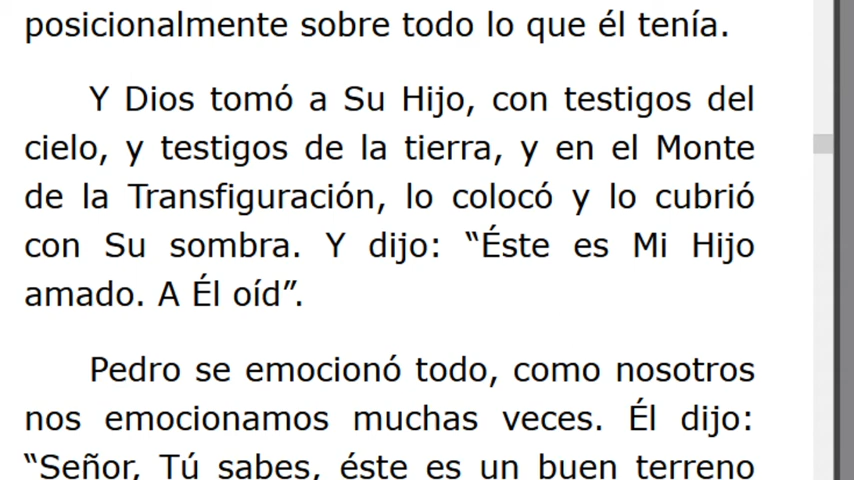 posicionalmente sobre todo lo que él tenía.
Y Dios tomó a Su Hijo, con testigos del
cielo, y testigos de la tierra, y en el Monte
de la Transfiguración, lo colocó y lo cubrió
con Su sombra. Y dijo: “Éste es Mi Hijo
amado. A Él oíd”.
Pedro se emocionó todo, como nosotros
nos emocionamos muchas veces. Él dijo:
“Señor, Tú sabes, éste es un buen terreno